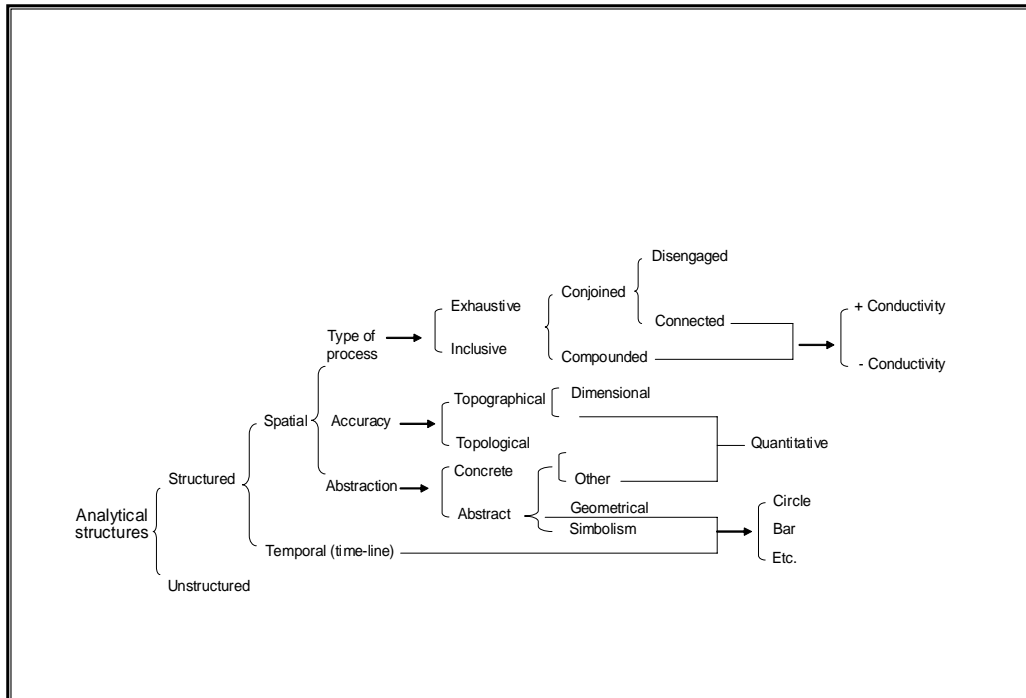 Disengaged
Conjoined
Exhaustive
+ Conductivity
Connected
Type of
process
Inclusive
Compounded
- Conductivity
Dimensional
Topographical
Spatial
Accuracy
Quantitative
Topological
Concrete
Structured
Abstraction
Other
Abstract
Geometrical
Circle
Analytical
structures
Simbolism
Bar
Temporal (time-line)
Etc.
Unstructured